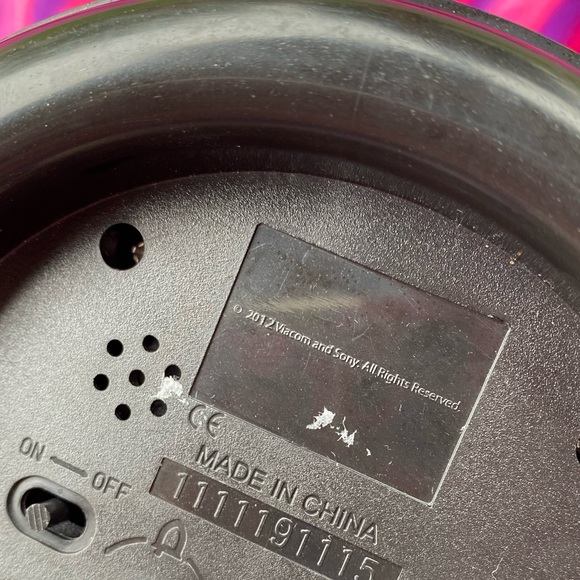 © 2012 Viacom and Sony. All Rights Reserved.
CE
MADE IN CHINA
1111191115
ON
OFF